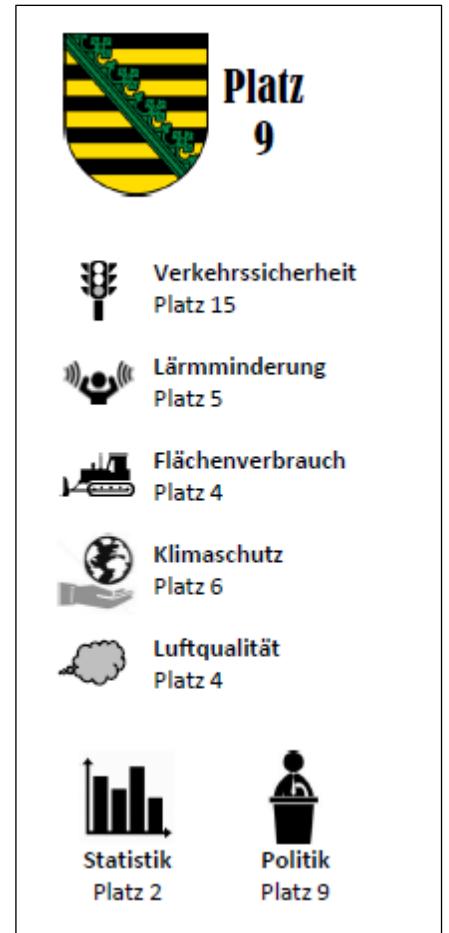 Platz
9
Verkehrssicherheit
Platz 15
Lärmminderung
Platz 5
Flächenverbrauch
Platz 4
Klimaschutz
Platz 6
Luftqualität
Platz 4
Statistik
Platz 2
Politik
Platz 9